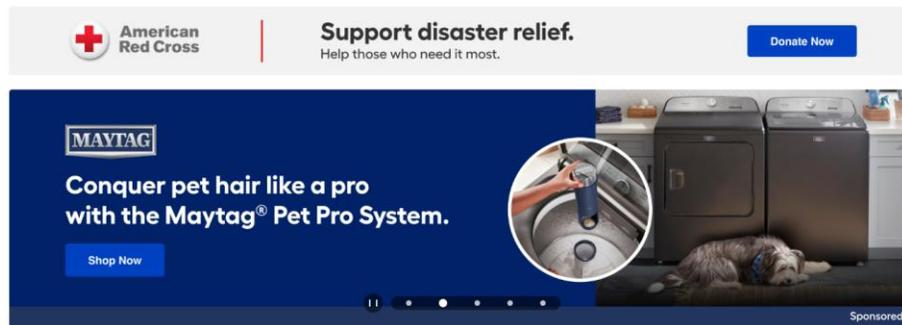 American
Red Cross
Support disaster relief.
Help those who need it most.
Donate Now
MAYTAG
Conquer pet hair like a pro
with the Maytag® Pet Pro System.
Shop Now
Sponsored